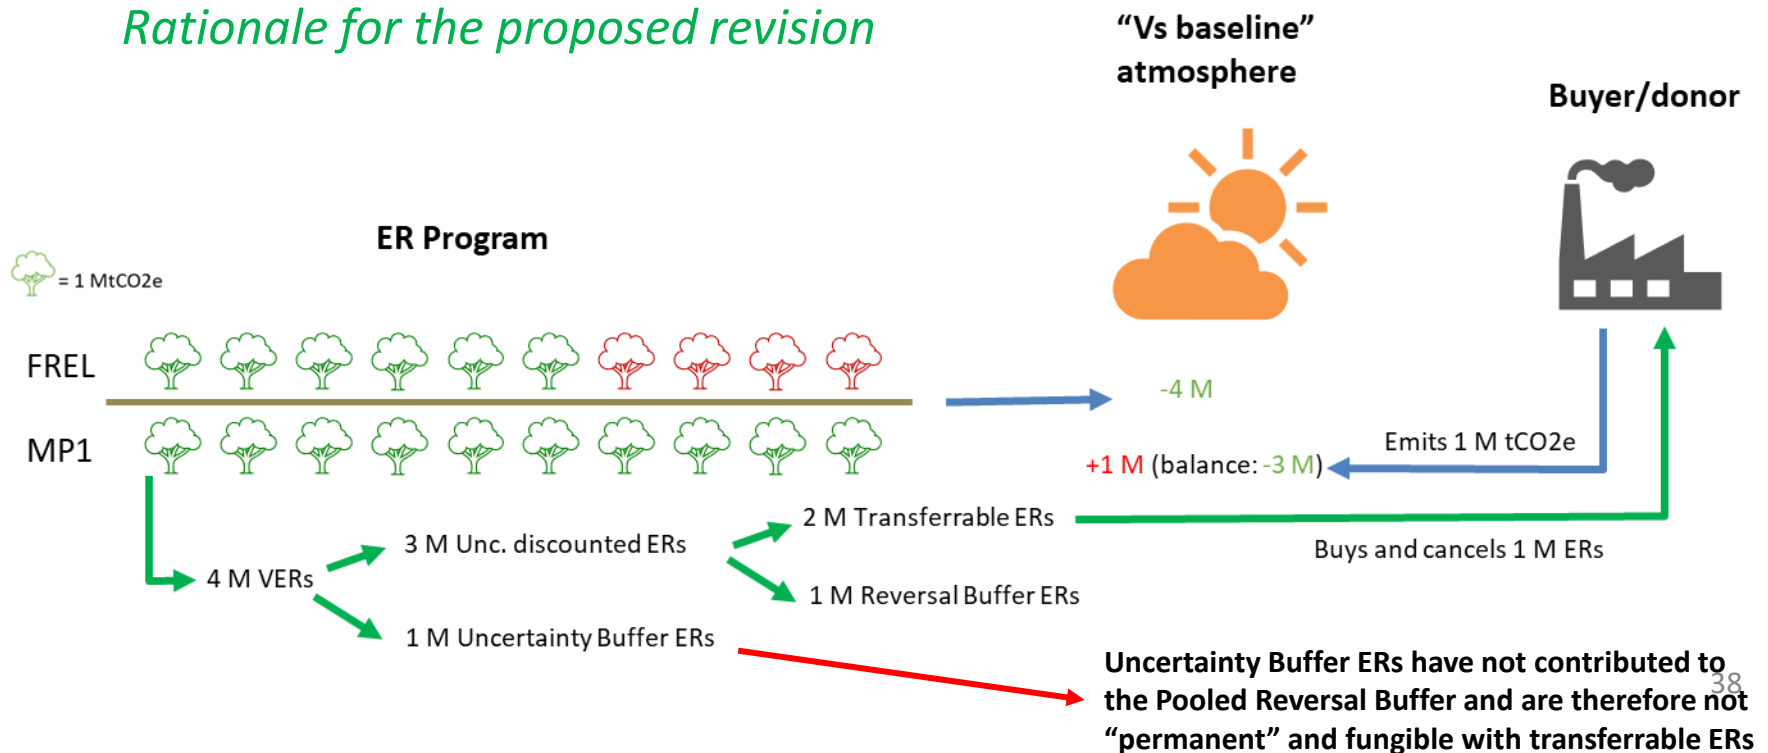 Rationale for the proposed revision
“Vs baseline”
atmosphere
Buyer/donor
ER Program
= 1 MtCO2e
FREL
MP1
-4 M
Emits 1 M tCO2e
+1 M (balance: -3 M)
2 M Transferrable ERs
3 M Unc. discounted ERs
Buys and cancels 1 M ERs
4 M VERs
1 M Reversal Buffer ERs
1 M Uncertainty Buffer ERs
Uncertainty Buffer ERs have not contributed to
the Pooled Reversal Buffer and are therefore not
“permanent” and fungible with transferrable ERs
38